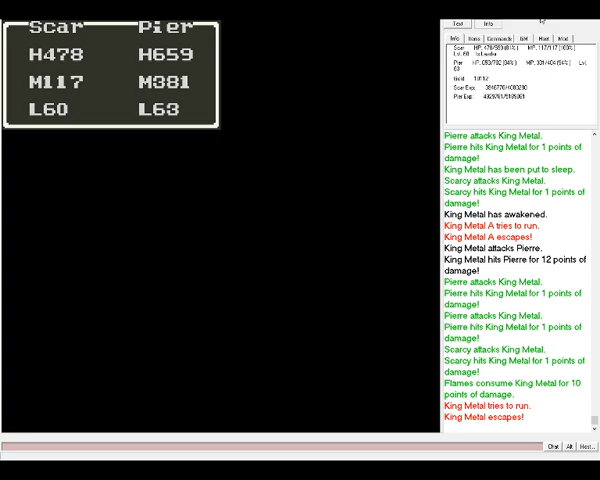 Scar Pier
H478 H659
M117 M381
L60 L63
Text Info
Info Items Commands GM Host Mod
Pierre attacks King Metal.
Pierre hits King Metal for 1 points of
damage!
King Metal has been put to sleep.
Scarcy attacks King Metal.
Scarcy hits King Metal for 1 points of
damage!
King Metal has awakened.
King Metal A tries to run.
King Metal A escapes!
King Metal attacks Pierre.
King Metal hits Pierre for 12 points of
damage!
Pierre attacks King Metal.
Pierre hits King Metal for 1 points of
damage!
Pierre attacks King Metal.
Pierre hits King Metal for 1 points of
damage!
Scarcy attacks King Metal.
Scarcy hits King Metal for 1 points of
damage!
Flames consume King Metal for 10
points of damage.
King Metal tries to run.
King Metal escapes!
Chat Alt